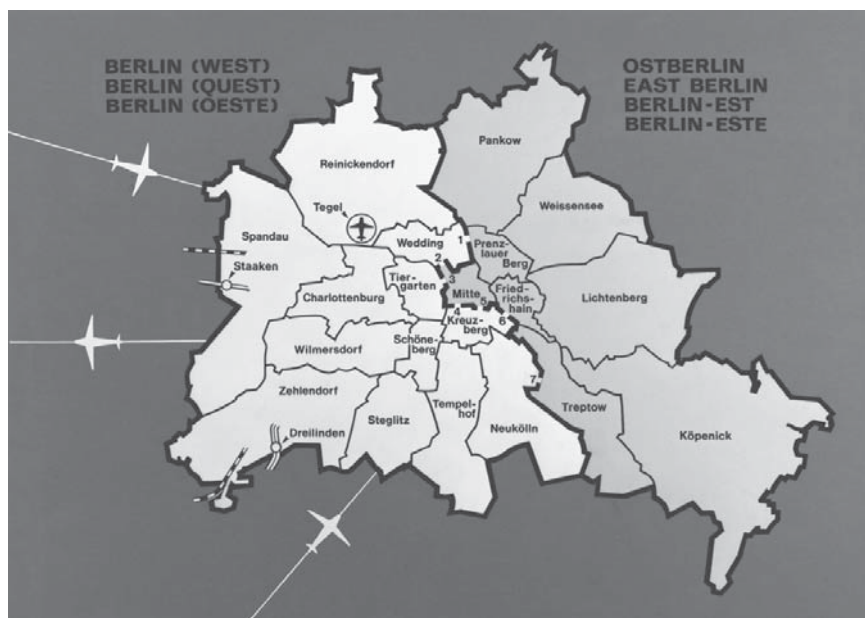 BERLIN (WEST)
BERLIN (QUEST)
BERLIN (OESTE)
OSTBERLIN
EAST BERLIN
BERLIN-EST
BERLIN-ESTE
Pankow
Reinickendorf
Weissensee
Tegel
Spandau
Wedding
1
Prenz-
lauer
Berg
Staaken
2
3
Tier-
garten
Mitte
5
Fried-
richs-
hain
Lichtenberg
Charlottenburg
4
Kreuz-
berg
6
Wilmersdorf
Schöne-
berg
Zehlendorf
7
Tempel-
hof
Treptow
Steglitz
Neukölln
Dreilinden
Köpenick